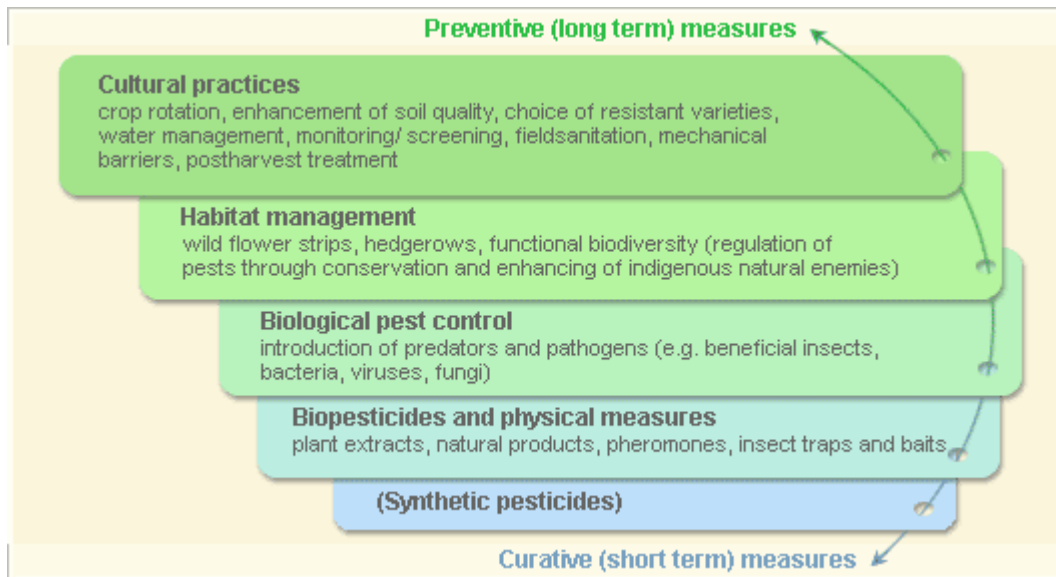 Preventive (long term) measures
Cultural practices
crop rotation, enhancement of soil quality, choice of resistant varieties,
water management, monitoring/ screening, fieldsanitation, mechanical
barriers, postharvest treatment
Habitat management
wild flower strips, hedgerows, functional biodiversity (regulation of
pests through conservation and enhancing of indigenous natural enemies)
Biological pest control
introduction of predators and pathogens (e.g. beneficial insects,
bacteria, viruses, fungi)
Biopesticides and physical measures
plant extracts, natural products, pheromones, insect traps and baits
(Synthetic pesticides)
Curative (short term) measures